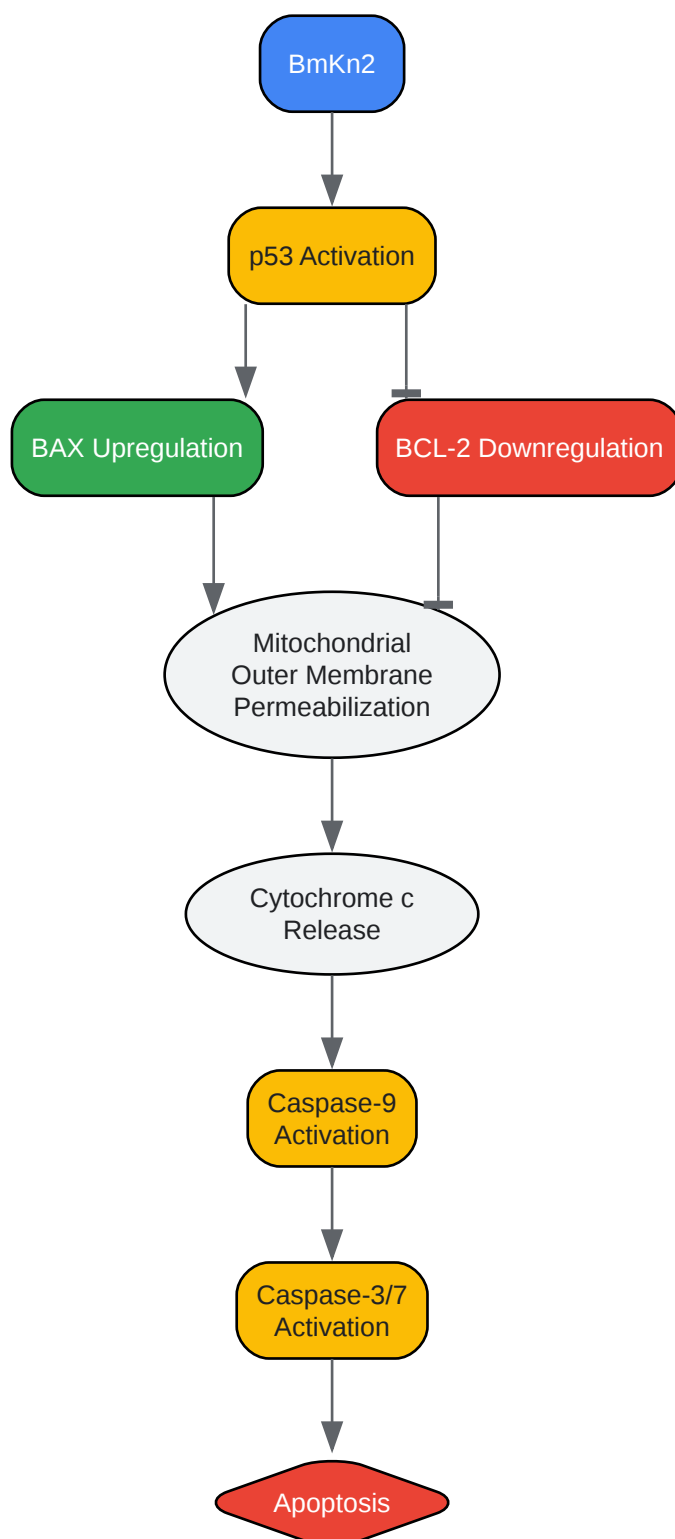 BmKn2
p53 Activation
BAX Upregulation
BCL-2 Downregulation
Mitochondrial
Outer Membrane
Permeabilization
Cytochrome c
Release
Caspase-9
Activation
Caspase-3/7
Activation
Apoptosis